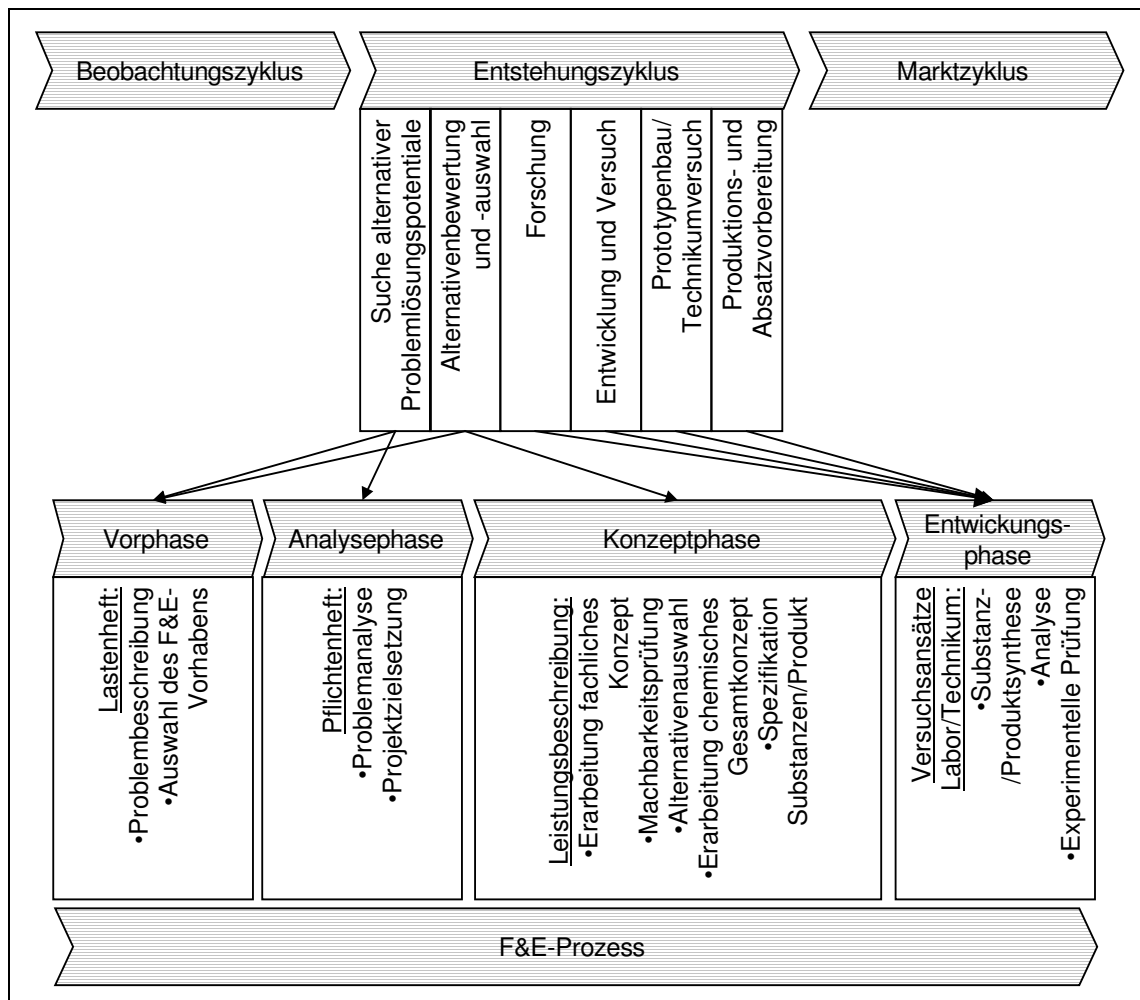 Beobachtungszyklus
Entstehungszyklus
Marktzyklus
Suche alternativer
Problemlösungspotentiale
Alternativenbewertung
und -auswahl
Forschung
Entwicklung und Versuch
Prototypenbau/
Technikumversuch
Produktions- und
Absatzvorbereitung
Vorphase
Analysephase
Konzeptphase
Entwickungs-
phase
Lastenheft:
•Problembeschreibung
•Auswahl des F&E-
Vorhabens
Pflichtenheft:
•Problemanalyse
•Projektzielsetzung
Leistungsbeschreibung:
•Erarbeitung fachliches
Konzept
•Machbarkeitsprüfung
•Alternativenauswahl
•Erarbeitung chemisches
Gesamtkonzept
•Spezifikation
Substanzen/Produkt
Versuchsansätze
Labor/Technikum:
•Substanz-
/Produktsynthese
•Analyse
•Experimentelle Prüfung
F&E-Prozess